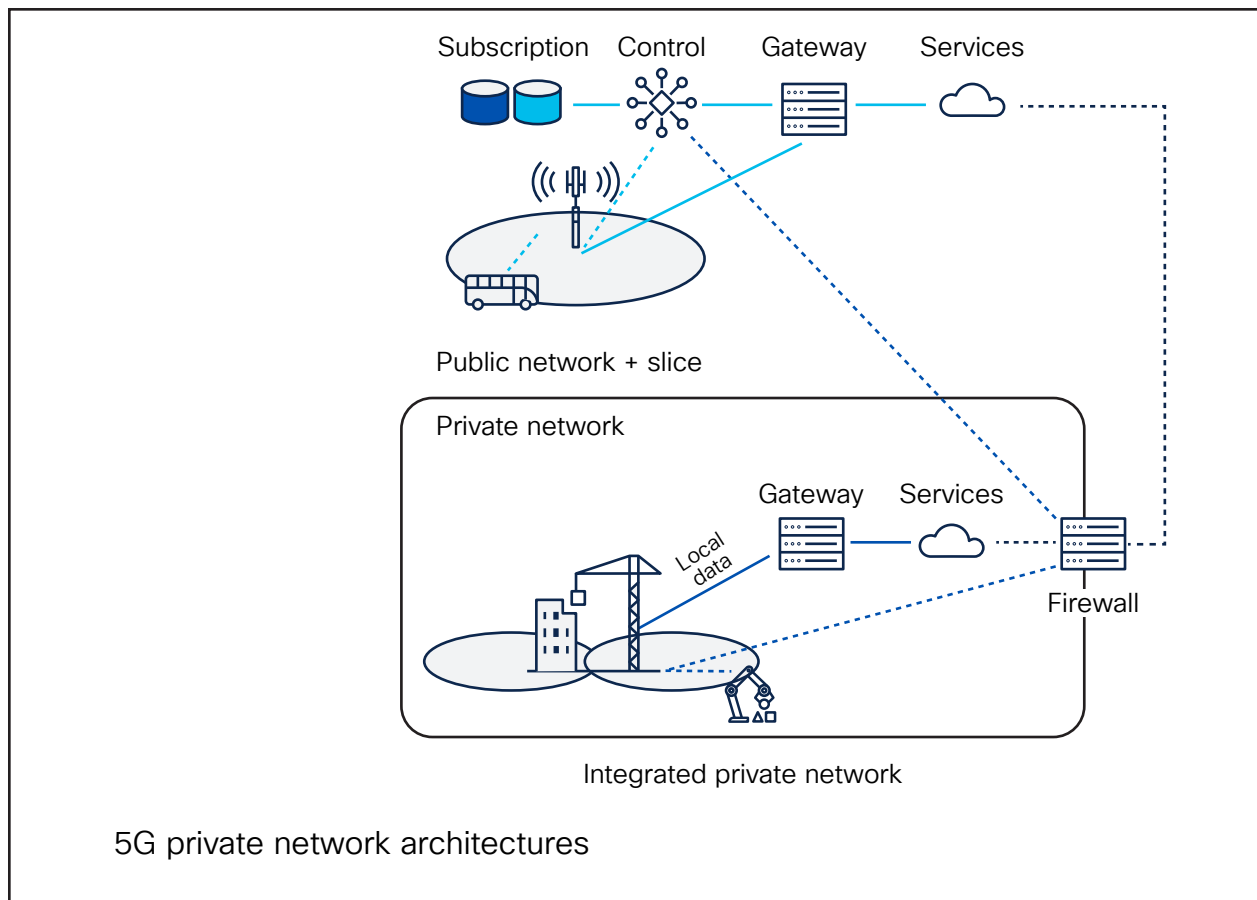 Subscription Control Gateway Services
Public network + slice
Private network
Gateway Services
Local
data
Firewall
Integrated private network
5G private network architectures